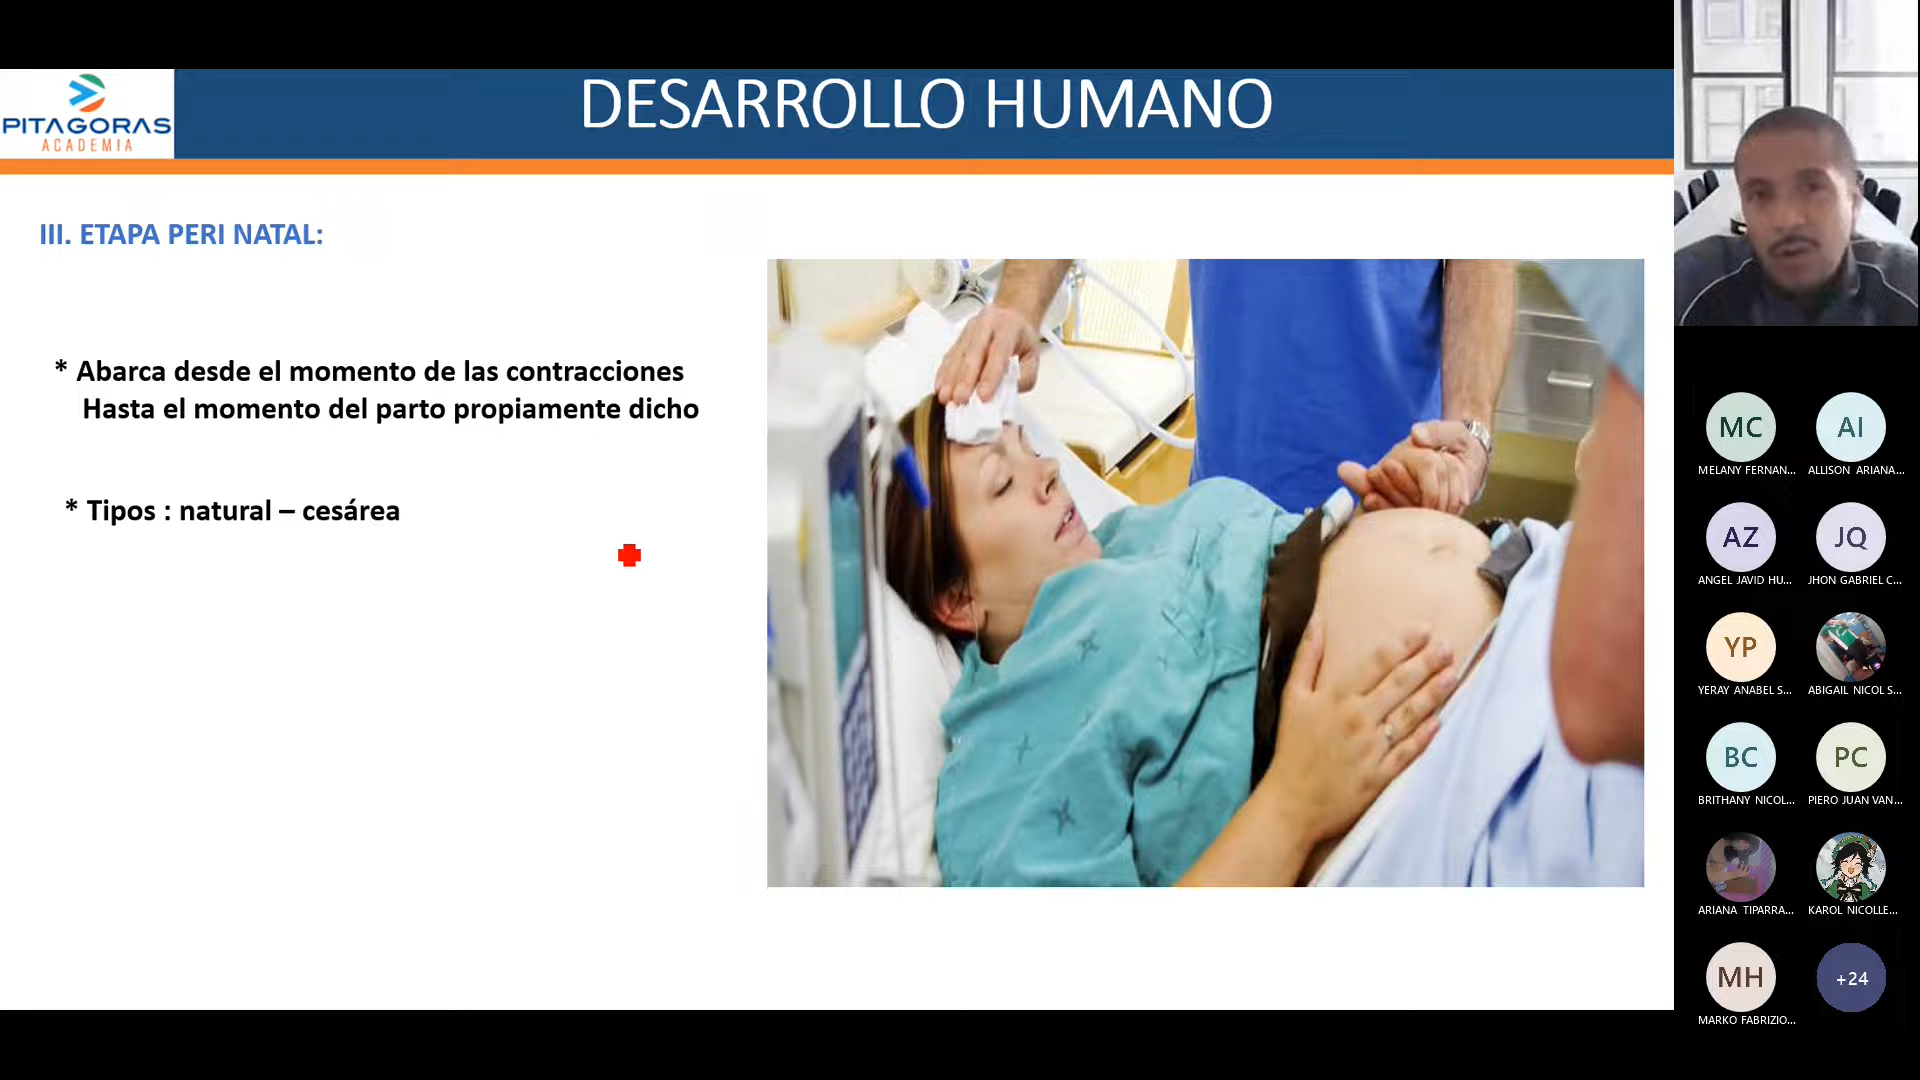 PITAGORAS
ACADEMIA
DESARROLLO HUMANO
III. ETAPA PERI NATAL:
* Abarca desde el momento de las contracciones
Hasta el momento del parto propiamente dicho
* Tipos : natural – cesárea
MC
AI
MELANY FERNAN...
ALLISON ARIANA...
AZ
JQ
ANGEL JAVID HU...
JHON GABRIEL C...
YP
YERAY ANABEL S...
ABIGAIL NICOL S...
BC
PC
BRITHANY NICOL...
PIERO JUAN VAN...
ARIANA TIPARRA...
KAROL NICOLLE...
MH
+24
MARKO FABRIZIO...